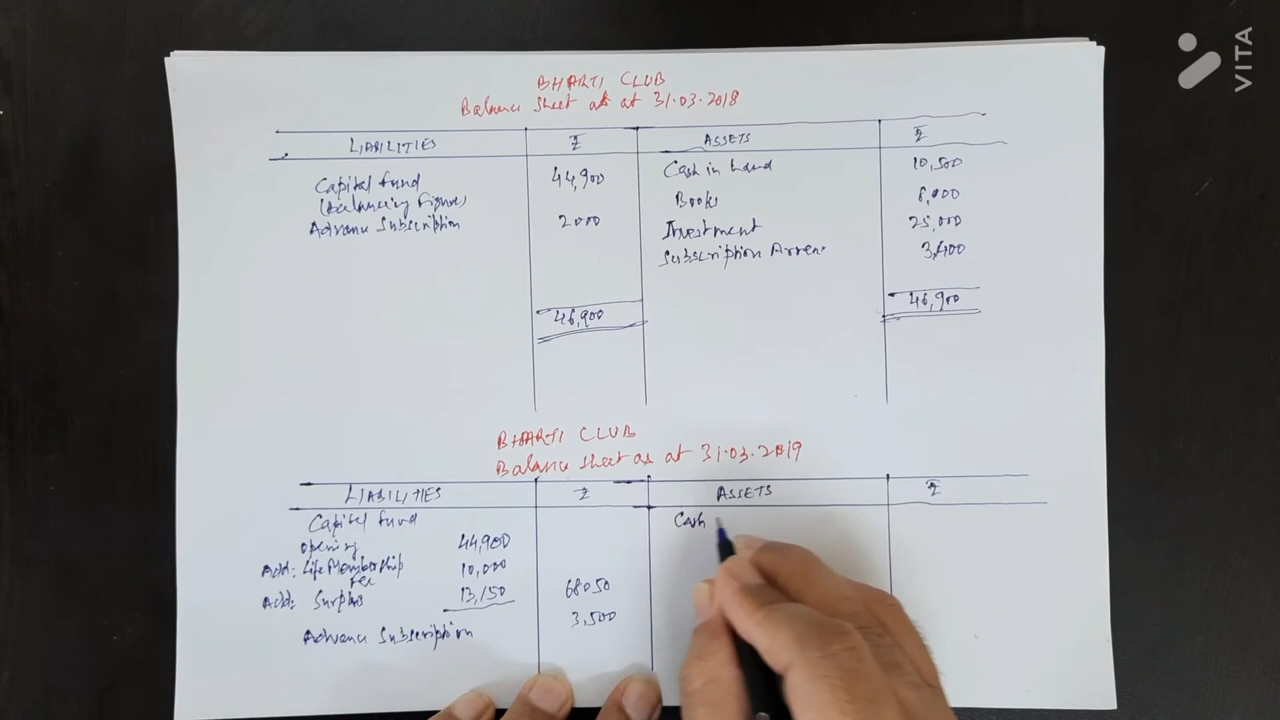 VITA
BHARTI CLUB
Balance Sheet as at 31.03.2018
LIABILITIES ₹ ASSETS ₹
Capital fund 44,900 Cash in hand 10,500
(balancing figure) Books 8,000
Advance Subscription 2000 Investment 25,000
Subscription Arrear 3,400
46,900 46,900
BHARTI CLUB
Balance Sheet as at 31.03.2019
LIABILITIES ₹ ASSETS ₹
Capital fund Cash
Opening 44,900
Add: Life Membership 10,000
fee
Add: Surplus 13,150 68050
Advance Subscription 3,500